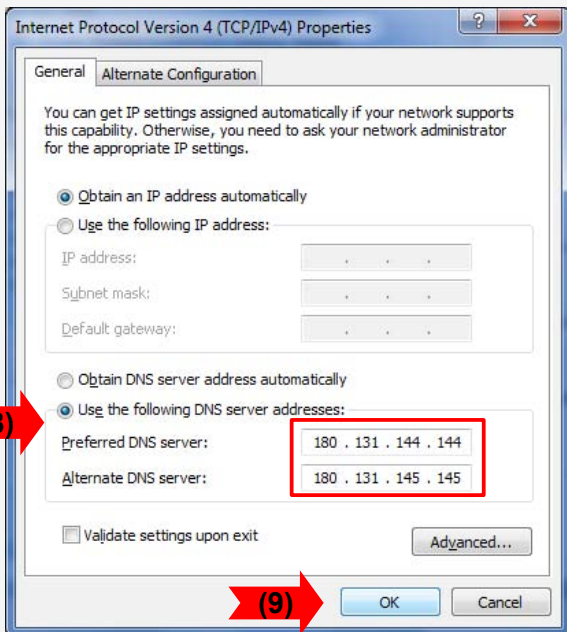 Internet Protocol Version 4 (TCP/IPv4) Properties
?
X
General
Alternate Configuration
You can get IP settings assigned automatically if your network supports
this capability. Otherwise, you need to ask your network administrator
for the appropriate IP settings.
Obtain an IP address automatically
Use the following IP address:
IP address:
. . .
Subnet mask:
. . .
Default gateway:
. . .
Obtain DNS server address automatically
Use the following DNS server addresses:
Preferred DNS server: 180 . 131 . 144 . 144
Alternate DNS server: 180 . 131 . 145 . 145
Validate settings upon exit
Advanced...
(9)
OK
Cancel